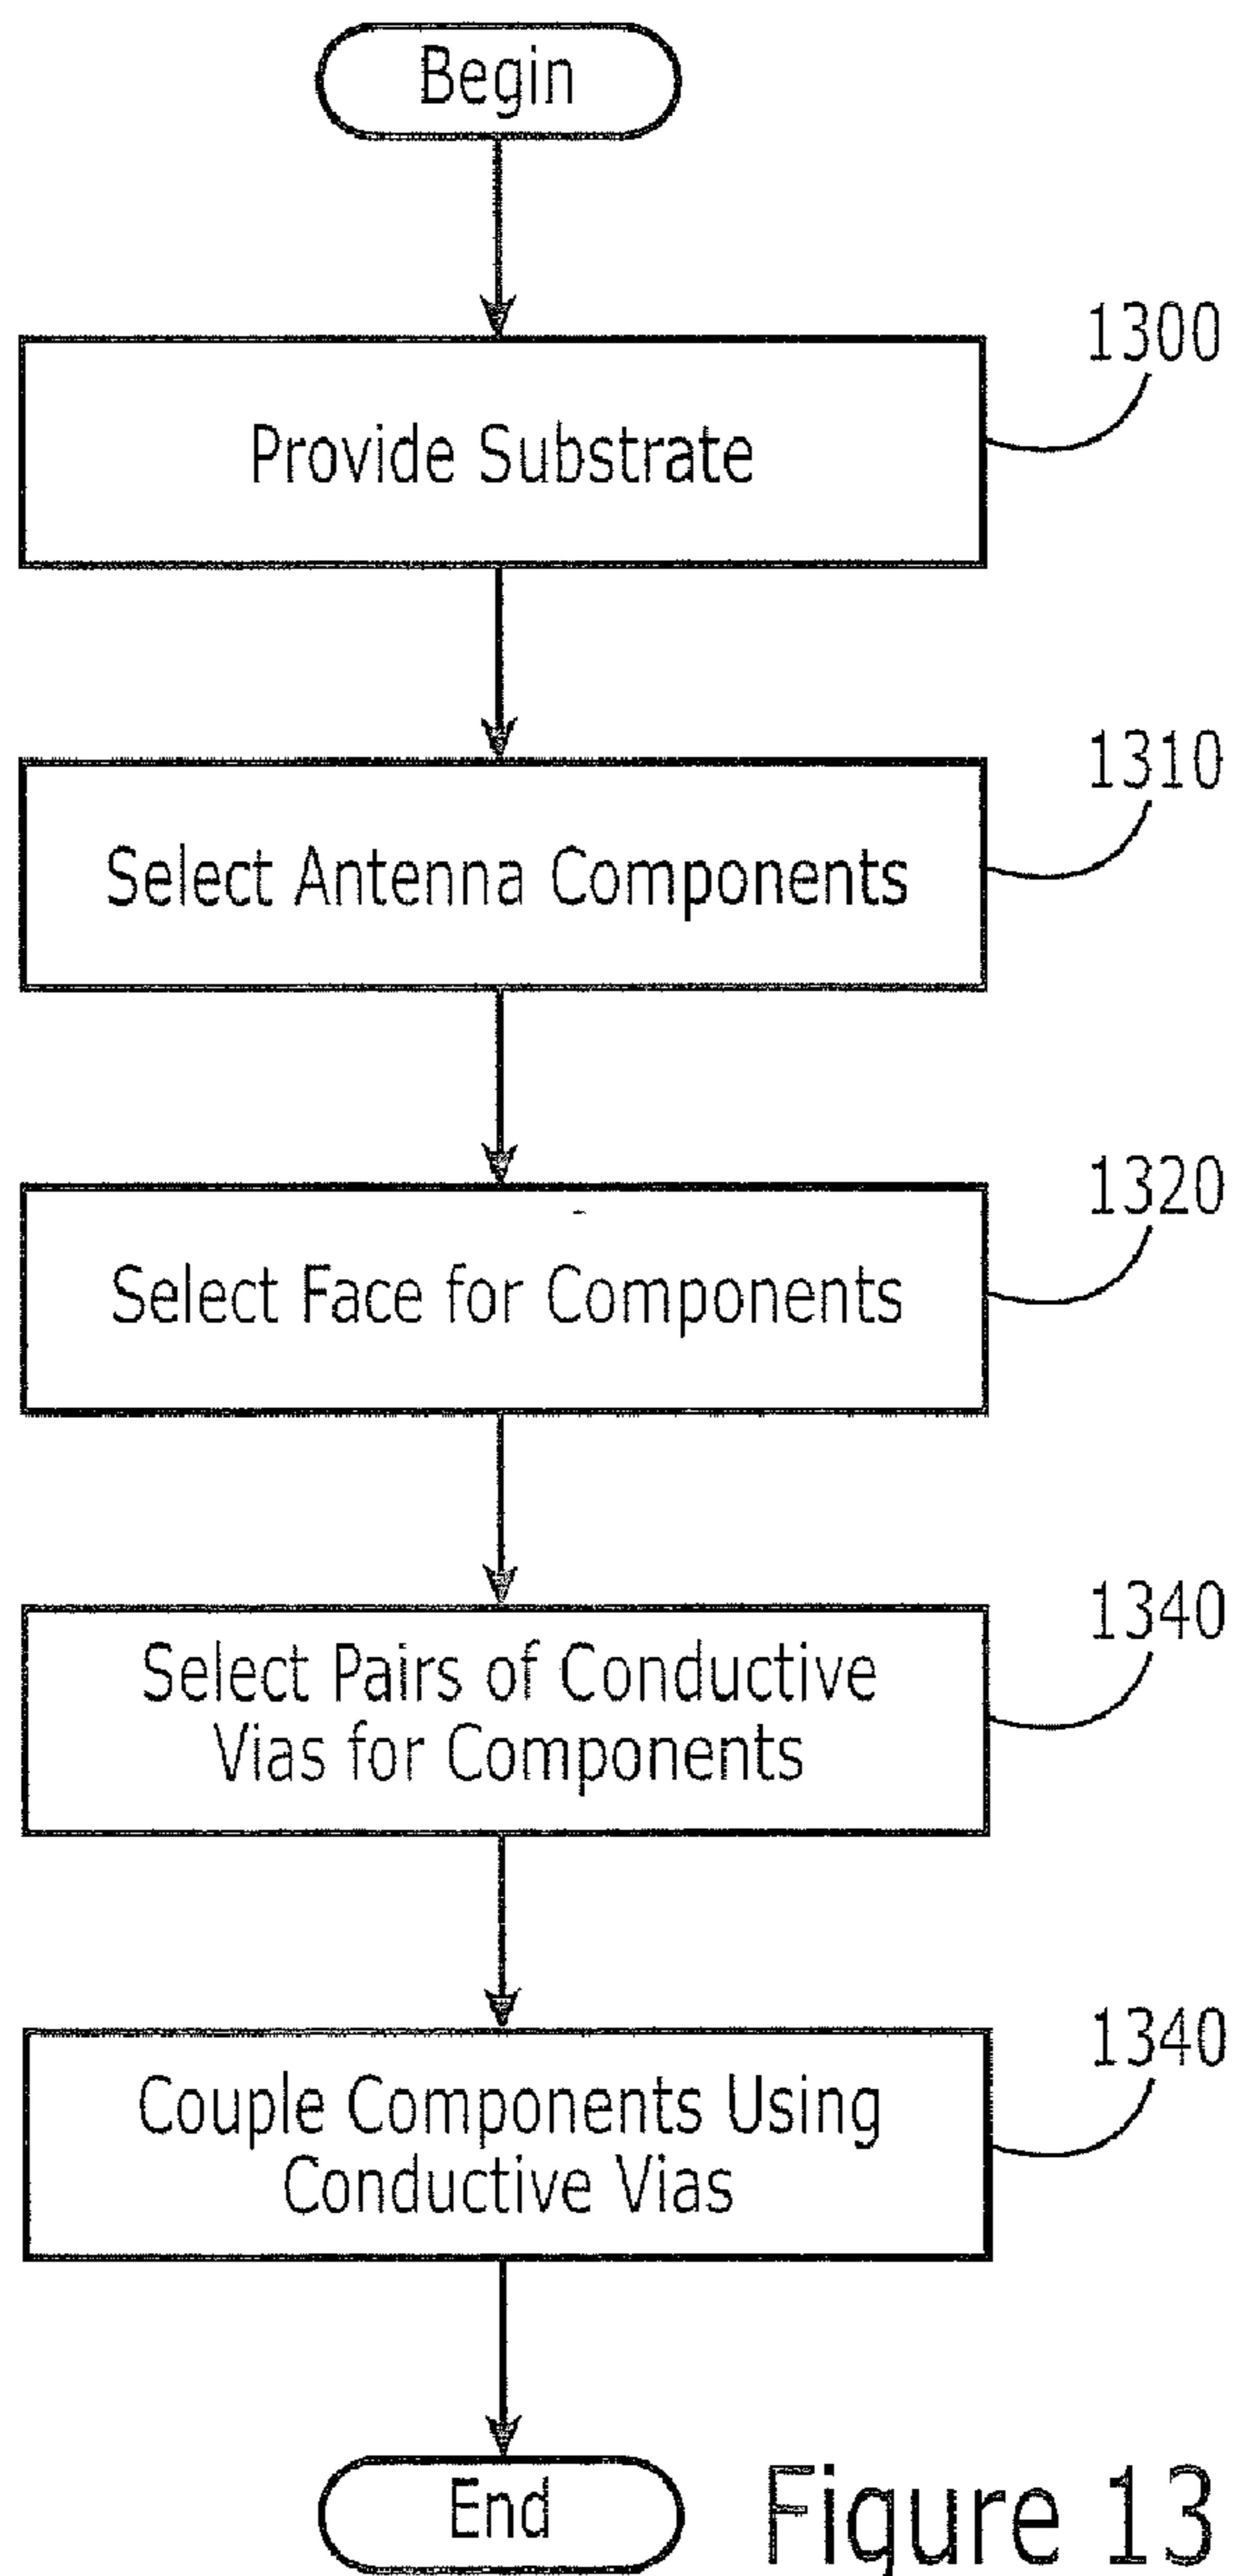 Begin
1300
Provide Substrate
1310
Select Antenna Components
1320
Select Face for Components
1340
Select Pairs of Conductive
Vias for Components
1340
Couple Components Using
Conductive Vias
End
Figure 13